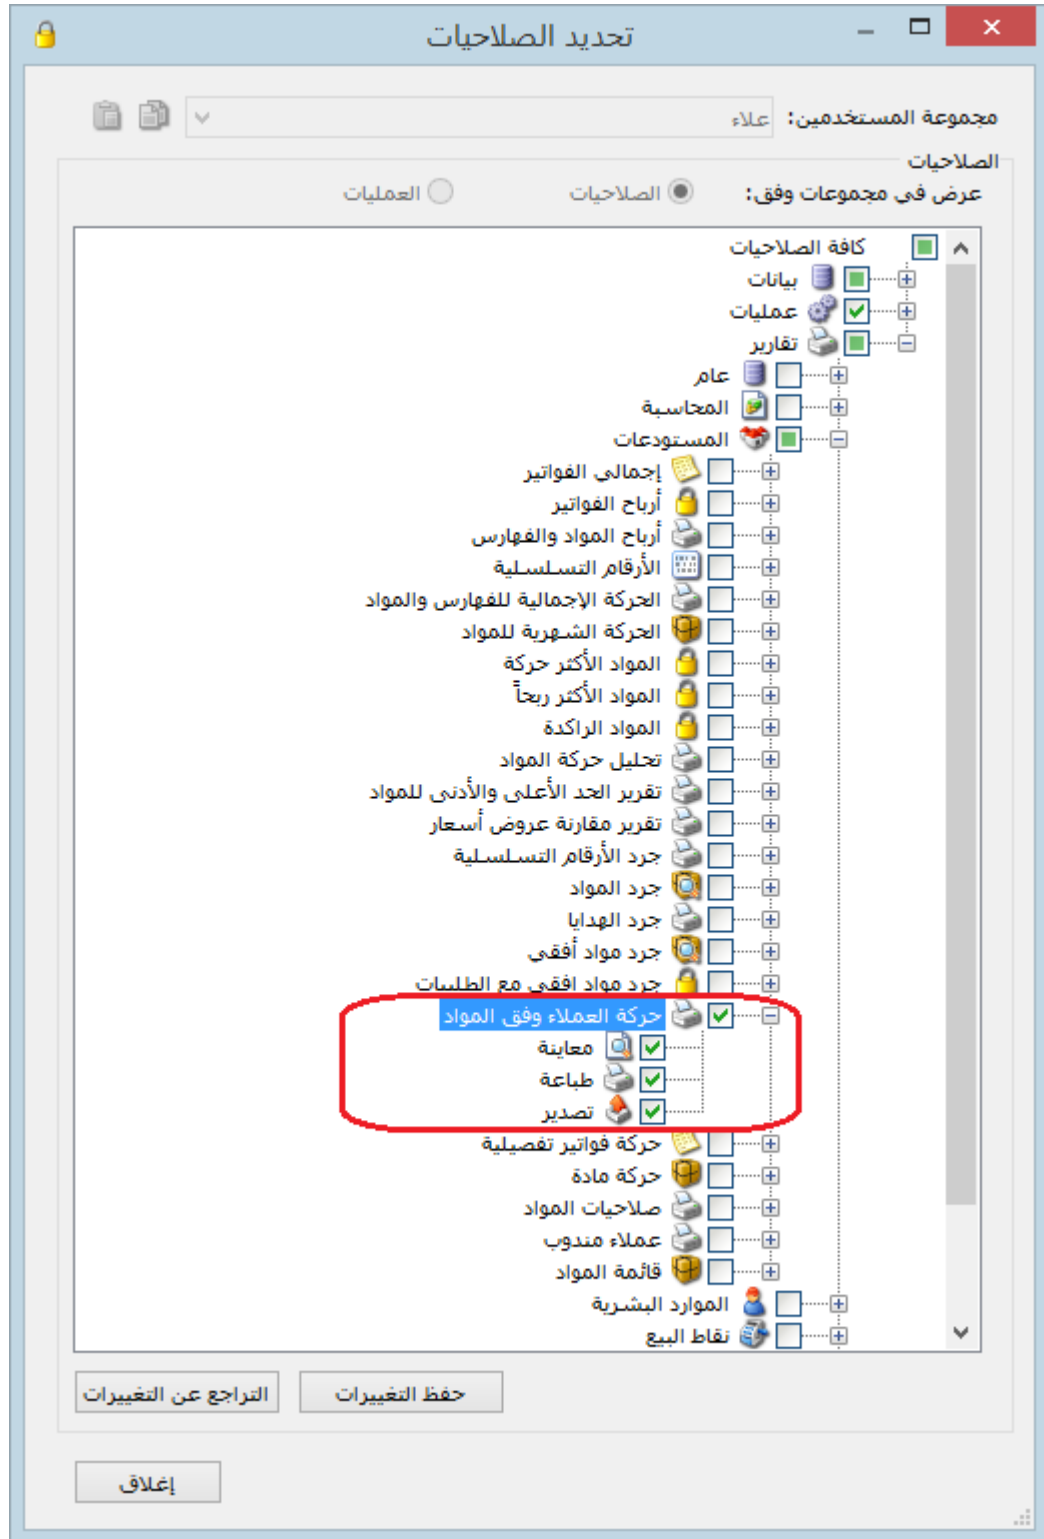 تحديد الصلاحيات
مجموعة المستخدمين: علاء
الصلاحيات
عرض في مجموعات وفق: الصلاحيات العمليات
كافة الصلاحيات
بيانات
عمليات
تقارير
عام
المحاسبة
المستودعات
إجمالي الفواتير
أرباح الفواتير
أرباح المواد والفهارس
الأرقام التسلسلية
الحركة الإجمالية للفهارس والمواد
الحركة الشهرية للمواد
المواد الأكثر حركة
المواد الأكثر ربحاً
المواد الراكدة
تحليل حركة المواد
تقرير الحد الأعلى والأدنى للمواد
تقرير مقارنة عروض أسعار
جرد الأرقام التسلسلية
جرد المواد
جرد الهدايا
جرد مواد أفقي
جرد مواد افقي مع الطلبيات
حركة العملاء وفق المواد
معاينة
طباعة
تصدير
حركة فواتير تفصيلية
حركة مادة
صلاحيات المواد
عملاء مندوب
قائمة المواد
الموارد البشرية
نقاط البيع
حفظ التغييرات التراجع عن التغييرات
إغلاق